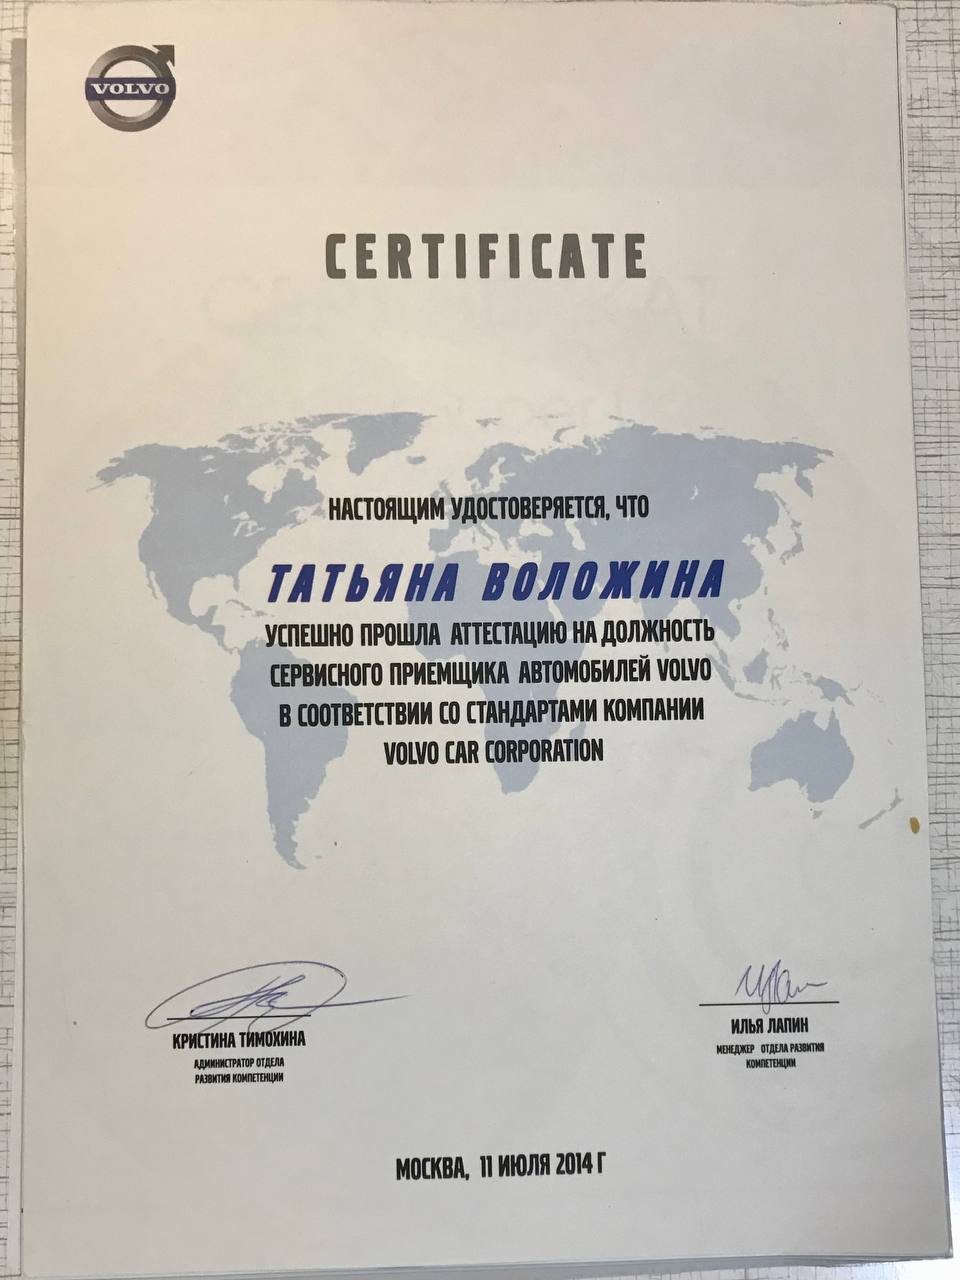 VOLVO
CERTIFICATE
НАСТОЯЩИМ УДОСТОВЕРЯЕТСЯ, ЧТО
ТАТЬЯНА ВОЛОЖИНА
УСПЕШНО ПРОШЛА АТТЕСТАЦИЮ НА ДОЛЖНОСТЬ
СЕРВИСНОГО ПРИЕМЩИКА АВТОМОБИЛЕЙ VOLVO
В СООТВЕТСТВИИ СО СТАНДАРТАМИ КОМПАНИИ
VOLVO CAR CORPORATION
КРИСТИНА ТИМОХИНА
АДМИНИСТРАТОР ОТДЕЛА
РАЗВИТИЯ КОМПЕТЕНЦИИ
ИЛЬЯ ЛАПИН
МЕНЕДЖЕР ОТДЕЛА РАЗВИТИЯ
КОМПЕТЕНЦИИ
МОСКВА, 11 ИЮЛЯ 2014 Г